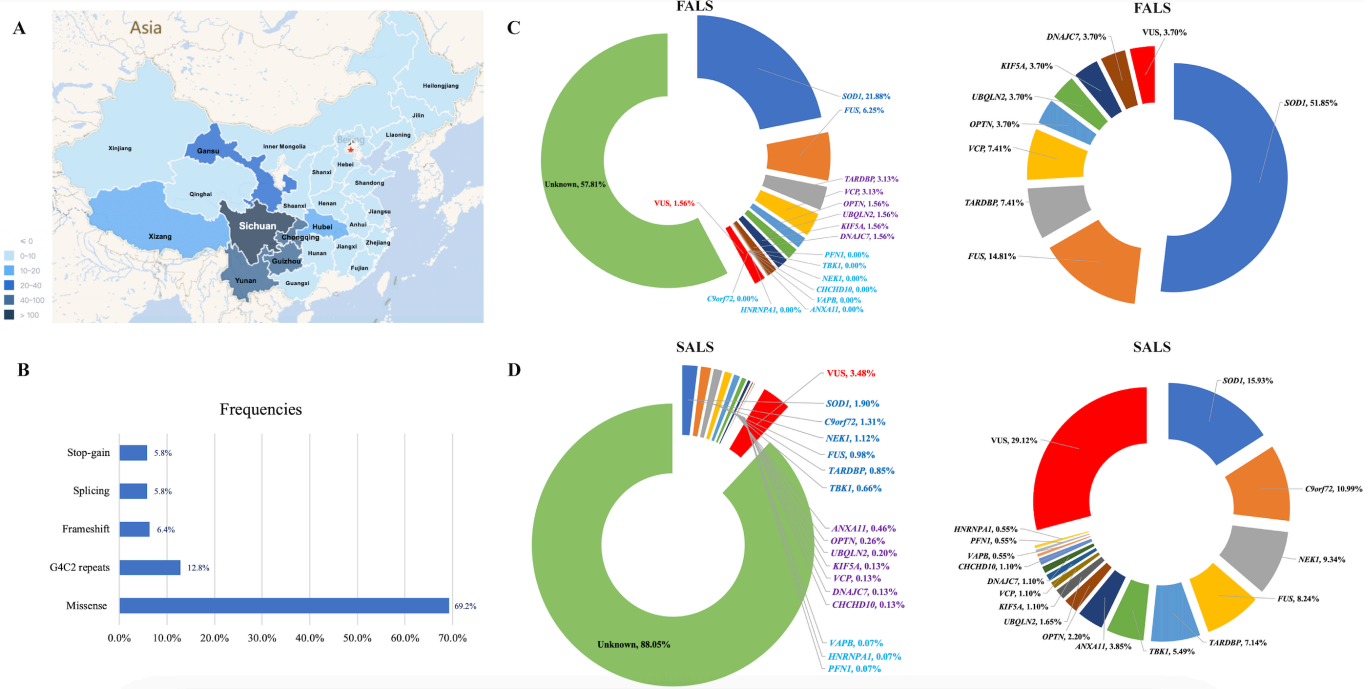 A
Asia
Heilongjiang
Jilin
Liaoning
Xinjiang
Gansu
Inner Mongolia
Beijing
Hebei
Shanxi
Shandong
Qinghai
Shaanxi
Henan
Jiangsu
Xizang
Sichuan
Hubei
Anhui
Chongqing
Zhejiang
Jiangxi
Hunan
Guizhou
Fujian
Yunan
Guangxi
≤ 0
0~10
10~20
20~40
40-100
> 100
B
Frequencies
Stop-gain
5.8%
Splicing
5.8%
Frameshift
6.4%
G4C2 repeats
12.8%
Missense
69.2%
0.0% 10.0% 20.0% 30.0% 40.0% 50.0% 60.0% 70.0%
C
FALS
SOD1, 21.88%
FUS, 6.25%
TARDBP, 3.13%
VCP, 3.13%
OPTN, 1.56%
UBQLN2, 1.56%
KIF5A, 1.56%
DNAJC7, 1.56%
PFN1, 0.00%
TBK1, 0.00%
NEK1, 0.00%
CHCHD10, 0.00%
VAPB, 0.00%
ANXA11, 0.00%
HNRNPA1, 0.00%
C9orf72, 0.00%
VUS, 1.56%
Unknown, 57.81%
FALS
VUS, 3.70%
DNAJC7, 3.70%
KIF5A, 3.70%
UBQLN2, 3.70%
OPTN, 3.70%
VCP, 7.41%
TARDBP, 7.41%
FUS, 14.81%
SOD1, 51.85%
D
SALS
VUS, 3.48%
SOD1, 1.90%
C9orf72, 1.31%
NEK1, 1.12%
FUS, 0.98%
TARDBP, 0.85%
TBK1, 0.66%
ANXA11, 0.46%
OPTN, 0.26%
UBQLN2, 0.20%
KIF5A, 0.13%
VCP, 0.13%
DNAJC7, 0.13%
CHCHD10, 0.13%
VAPB, 0.07%
HNRNPA1, 0.07%
PFN1, 0.07%
Unknown, 88.05%
SALS
SOD1, 15.93%
C9orf72, 10.99%
NEK1, 9.34%
FUS, 8.24%
TARDBP, 7.14%
TBK1, 5.49%
ANXA11, 3.85%
OPTN, 2.20%
UBQLN2, 1.65%
KIF5A, 1.10%
VCP, 1.10%
DNAJC7, 1.10%
CHCHD10, 1.10%
VAPB, 0.55%
PFN1, 0.55%
HNRNPA1, 0.55%
VUS, 29.12%